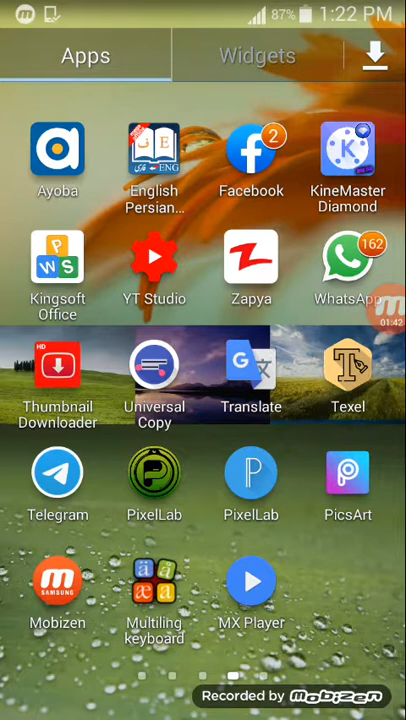 87% 1:22 PM
Apps Widgets
Ayoba
English
Persian...
Facebook
2
KineMaster
Diamond
Kingsoft
Office
YT Studio
Zapya
WhatsApp
162
01:42
HD
Thumbnail
Downloader
Universal
Copy
Translate
Texel
Telegram
PixelLab
PixelLab
PicsArt
SAMSUNG
Mobizen
Multiling
keyboard
MX Player
Recorded by Mobizen